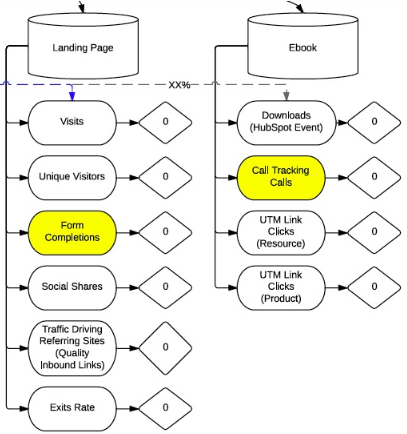 Landing Page
Ebook
XX%
Visits
0
Downloads
(HubSpot Event)
0
Unique Visitors
0
Call Tracking
Calls
0
Form
Completions
0
UTM Link
Clicks
(Resource)
0
Social Shares
0
UTM Link
Clicks
(Product)
0
Traffic Driving
Referring Sites
(Quality
Inbound Links)
0
Exits Rate
0